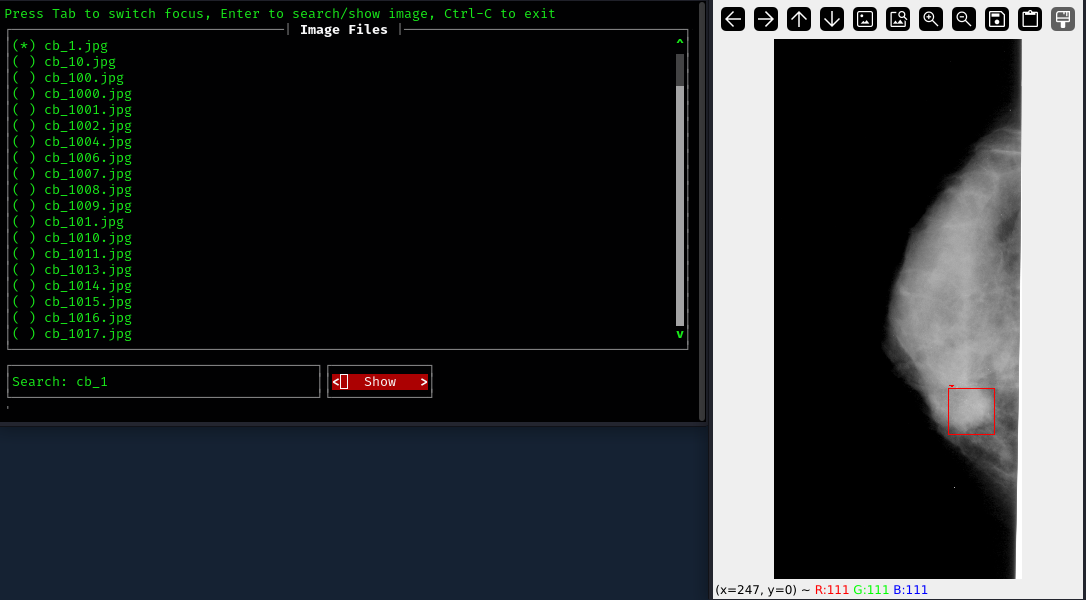 Press Tab to switch focus, Enter to search/show image, Ctrl-C to exit
Image Files
(*) cb_1.jpg
( ) cb_10.jpg
( ) cb_100.jpg
( ) cb_1000.jpg
( ) cb_1001.jpg
( ) cb_1002.jpg
( ) cb_1004.jpg
( ) cb_1006.jpg
( ) cb_1007.jpg
( ) cb_1008.jpg
( ) cb_1009.jpg
( ) cb_101.jpg
( ) cb_1010.jpg
( ) cb_1011.jpg
( ) cb_1013.jpg
( ) cb_1014.jpg
( ) cb_1015.jpg
( ) cb_1016.jpg
( ) cb_1017.jpg
Search: cb_1
< Show >
(x=247, y=0) ~ R:111 G:111 B:111